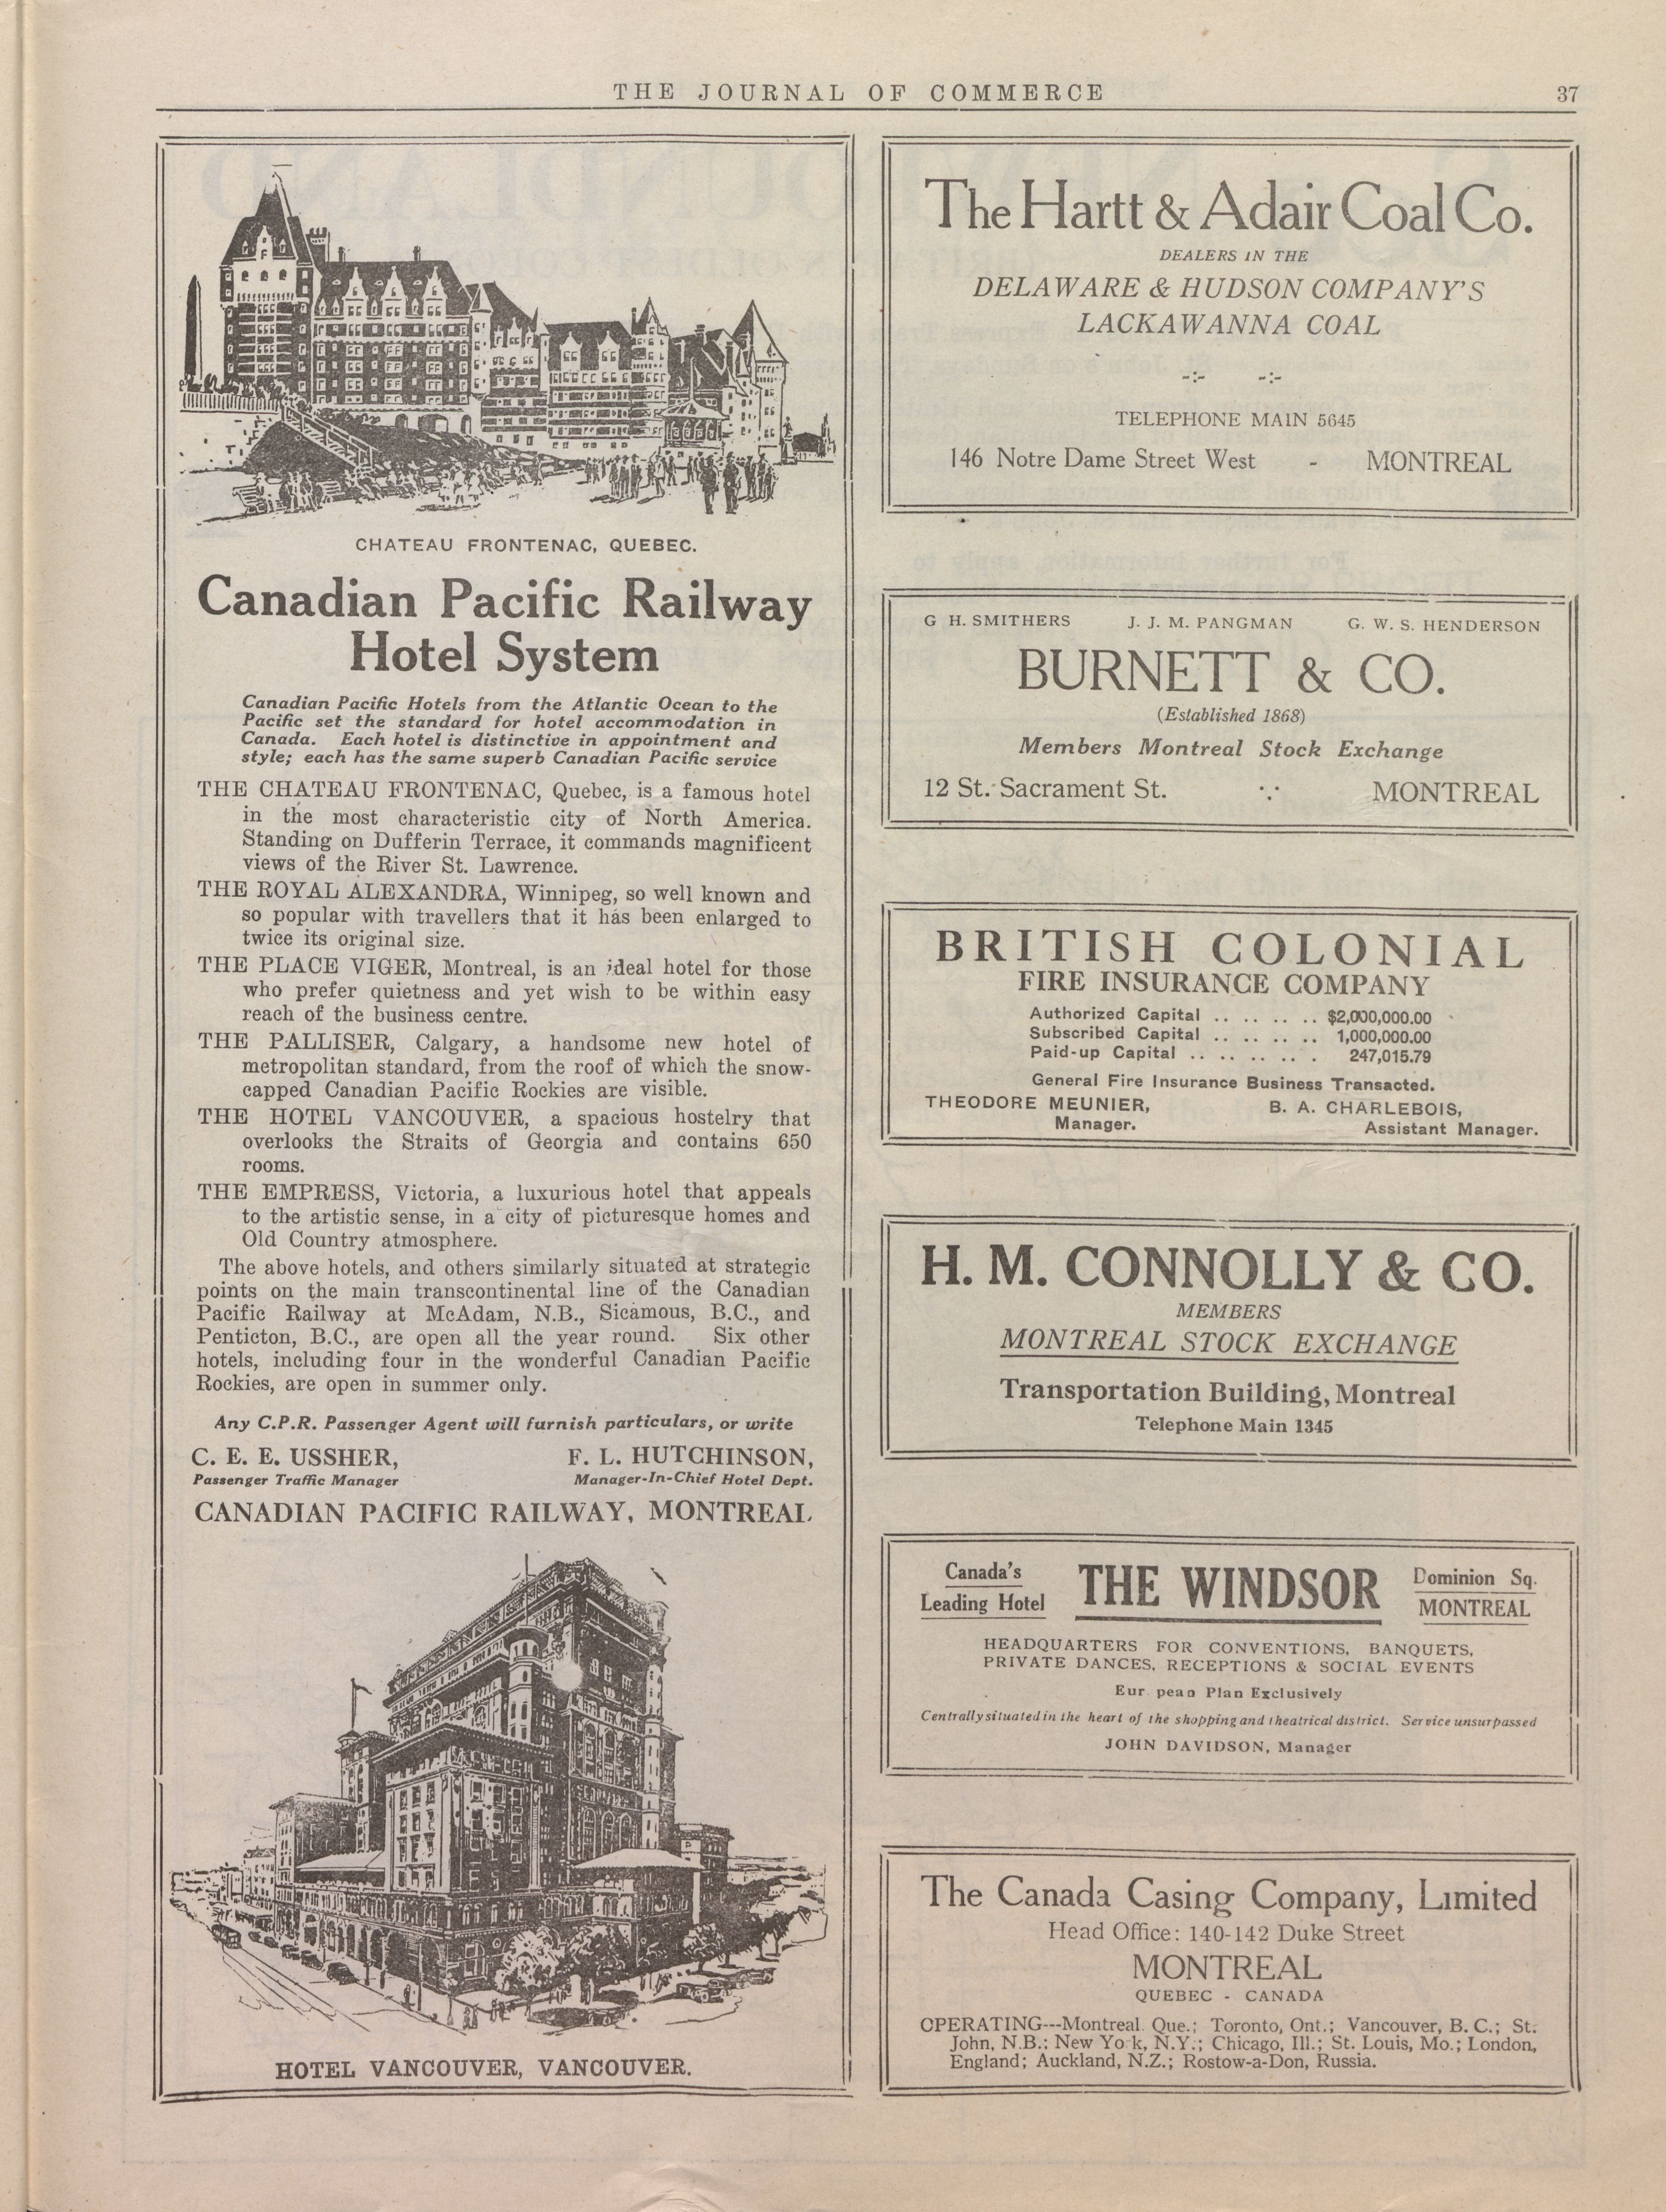 THE JOURNAL OF COMMERCE
37
CHATEAU FRONTENAC, QUEBEC.
Canadian Pacific Railway
Hotel System
Canadian Pacific Hotels from the Atlantic Ocean to the
Pacific set the standard for hotel accommodation in
Canada. Each hotel is distinctive in appointment and
style; each has the same superb Canadian Pacific service
THE CHATEAU FRONTENAC, Quebec, is a famous hotel
in the most characteristic city of North America.
Standing on Dufferin Terrace, it commands magnificent
views of the River St. Lawrence.
THE ROYAL ALEXANDRA, Winnipeg, so well known and
so popular with travellers that it has been enlarged to
twice its original size.
THE PLACE VIGER, Montreal, is an ideal hotel for those
who prefer quietness and yet wish to be within easy
reach of the business centre.
THE PALLISER, Calgary, a handsome new hotel of
metropolitan standard, from the roof of which the snow-
capped Canadian Pacific Rockies are visible.
THE HOTEL VANCOUVER, a spacious hostelry that
overlooks the Straits of Georgia and contains 650
rooms.
THE EMPRESS, Victoria, a luxurious hotel that appeals
to the artistic sense, in a city of picturesque homes and
Old Country atmosphere.
The above hotels, and others similarly situated at strategic
points on the main transcontinental line of the Canadian
Pacific Railway at McAdam, N.B., Sicamous, B.C., and
Penticton, B.C., are open all the year round. Six other
hotels, including four in the wonderful Canadian Pacific
Rockies, are open in summer only.
Any C.P.R. Passenger Agent will furnish particulars, or write
C. E. E. USSHER, F. L. HUTCHINSON,
Passenger Traffic Manager Manager-In-Chief Hotel Dept.
CANADIAN PACIFIC RAILWAY, MONTREAL
HOTEL VANCOUVER, VANCOUVER.
The Hartt & Adair Coal Co.
DEALERS IN THE
DELAWARE & HUDSON COMPANY'S
LACKAWANNA COAL
-:- -:-
TELEPHONE MAIN 5645
146 Notre Dame Street West - MONTREAL
G H. SMITHERS J. J. M. PANGMAN G. W. S. HENDERSON
BURNETT & CO.
(Established 1868)
Members Montreal Stock Exchange
12 St. Sacrament St. MONTREAL
BRITISH COLONIAL
FIRE INSURANCE COMPANY
Authorized Capital .. .. .. .. $2,000,000.00
Subscribed Capital .. .. .. .. 1,000,000.00
Paid-up Capital .. .. .. .. . 247,015.79
General Fire Insurance Business Transacted.
THEODORE MEUNIER, B. A. CHARLEBOIS,
Manager. Assistant Manager.
H. M. CONNOLLY & CO.
MEMBERS
MONTREAL STOCK EXCHANGE
Transportation Building, Montreal
Telephone Main 1345
Canada's
Leading Hotel
THE WINDSOR
Dominion Sq.
MONTREAL
HEADQUARTERS FOR CONVENTIONS, BANQUETS,
PRIVATE DANCES, RECEPTIONS & SOCIAL EVENTS
Eur pean Plan Exclusively
Centrally situated in the heart of the shopping and theatrical district. Service unsurpassed
JOHN DAVIDSON, Manager
The Canada Casing Company, Limited
Head Office: 140-142 Duke Street
MONTREAL
QUEBEC - CANADA
OPERATING---Montreal Que.; Toronto, Ont.; Vancouver, B. C.; St.
John, N.B.: New Yo k, N.Y.; Chicago, Ill.; St. Louis, Mo.; London,
England; Auckland, N.Z.; Rostow-a-Don, Russia.